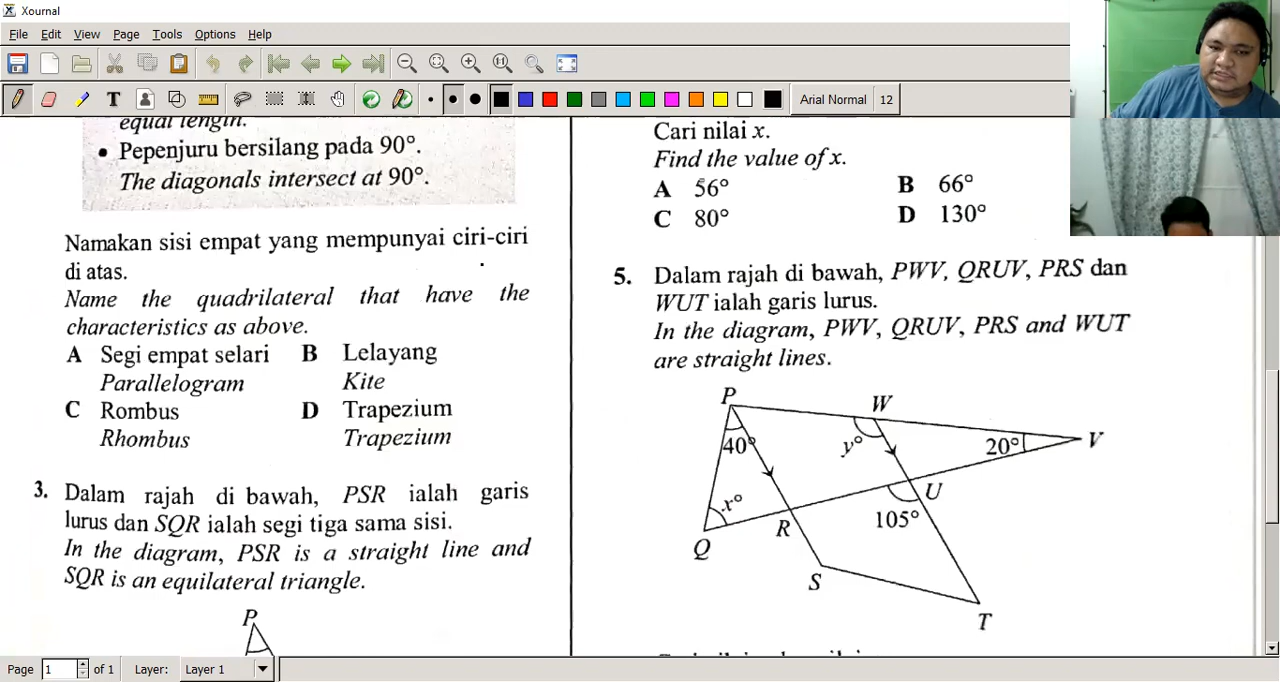 Xournal
File Edit View Page Tools Options Help
Arial Normal 12
equal length.
• Pepenjuru bersilang pada 90°.
The diagonals intersect at 90°.
Namakan sisi empat yang mempunyai ciri-ciri
di atas.
Name the quadrilateral that have the
characteristics as above.
A Segi empat selari B Lelayang
Parallelogram Kite
C Rombus D Trapezium
Rhombus Trapezium
3. Dalam rajah di bawah, PSR ialah garis
lurus dan SQR ialah segi tiga sama sisi.
In the diagram, PSR is a straight line and
SQR is an equilateral triangle.
P
Cari nilai x.
Find the value of x.
A 56° B 66°
C 80° D 130°
5. Dalam rajah di bawah, PWV, QRUV, PRS dan
WUT ialah garis lurus.
In the diagram, PWV, QRUV, PRS and WUT
are straight lines.
P
W
40° y° 20° V
x° U
R 105°
Q
S
T
Page 1 of 1 Layer: Layer 1